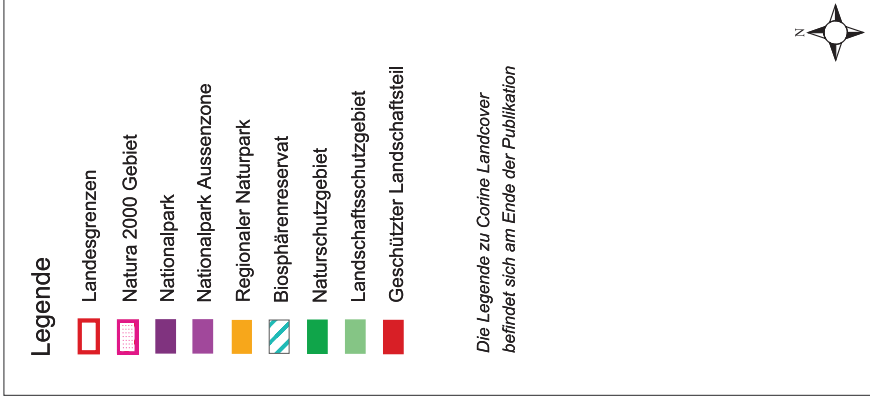 Legende
Landesgrenzen
Natura 2000 Gebiet
Nationalpark
Nationalpark Aussenzone
Regionaler Naturpark
Biosphärenreservat
Naturschutzgebiet
Landschaftsschutzgebiet
Geschützter Landschaftsteil
Die Legende zu Corine Landcover
befindet sich am Ende der Publikation
N